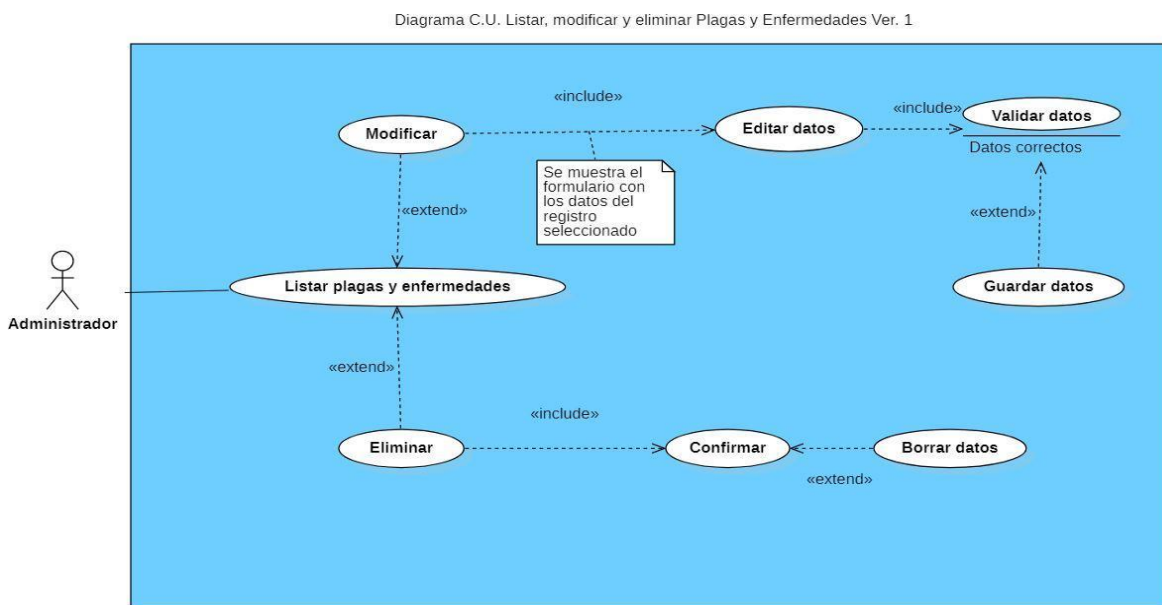 Diagrama C.U. Listar, modificar y eliminar Plagas y Enfermedades Ver. 1
«include»
«include»
Modificar
Editar datos
Validar datos
Datos correctos
Se muestra el
formulario con
los datos del
registro
seleccionado
«extend»
«extend»
Listar plagas y enfermedades
Guardar datos
Administrador
«extend»
«include»
Eliminar
Confirmar
Borrar datos
«extend»